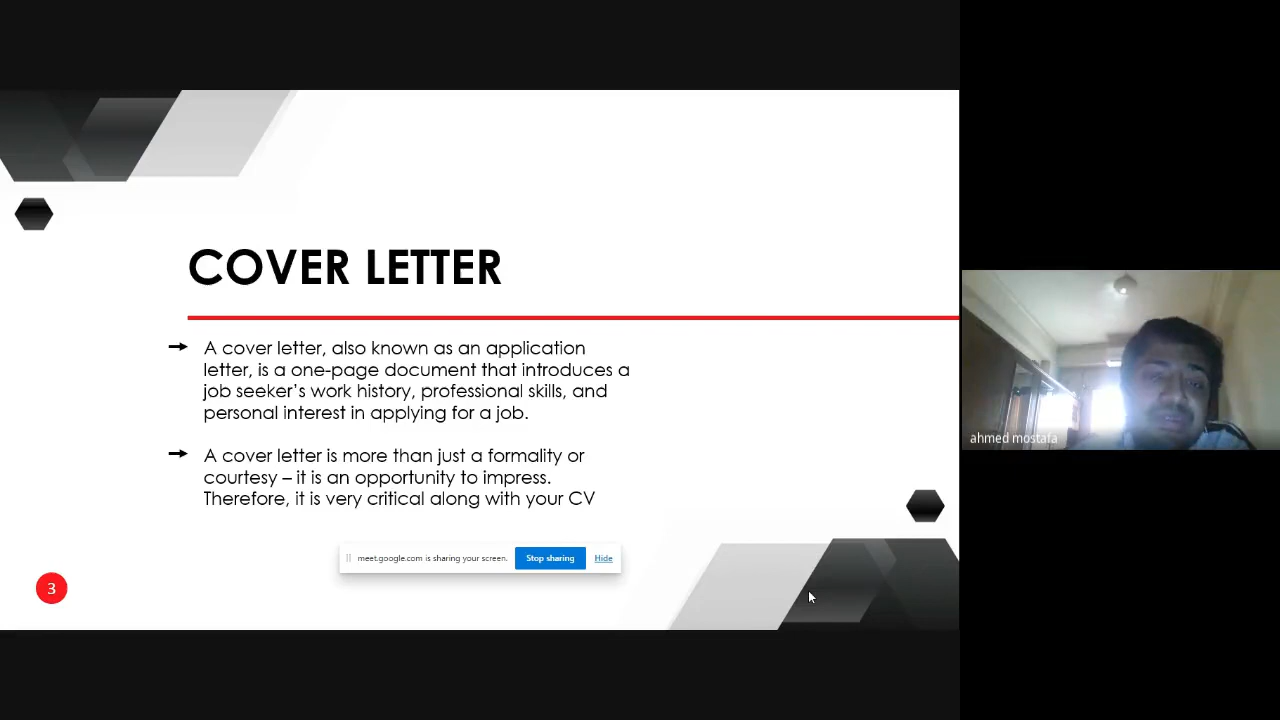 COVER LETTER
A cover letter, also known as an application
letter, is a one-page document that introduces a
job seeker’s work history, professional skills, and
personal interest in applying for a job.
A cover letter is more than just a formality or
courtesy – it is an opportunity to impress.
Therefore, it is very critical along with your CV
meet.google.com is sharing your screen. Stop sharing Hide
3
ahmed mostafa